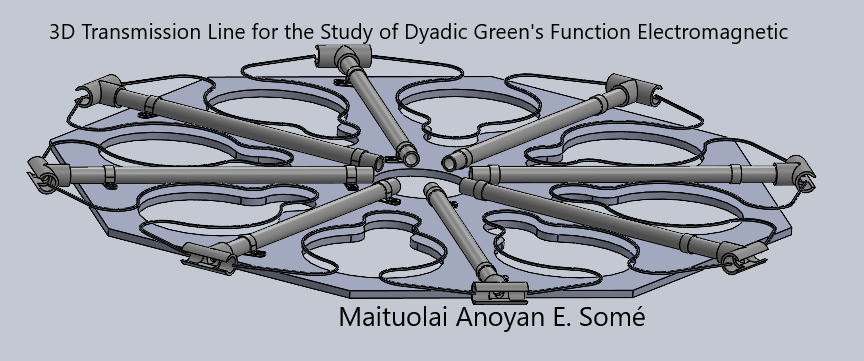 3D Transmission Line for the Study of Dyadic Green's Function Electromagnetic
Maituolai Anoyan E. Somé